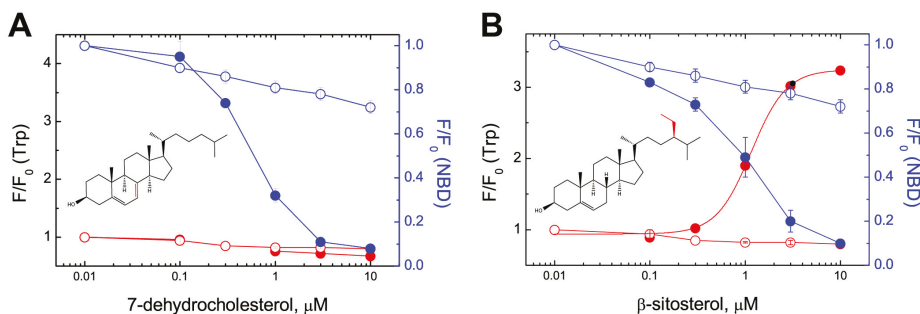 A
B
F/F0 (Trp)
4
3
2
1
1.0
0.8
0.6
0.4
0.2
0.0
F/F0 (NBD)
HO
H
H
0.01
0.1
1
10
7-dehydrocholesterol, μM
F/F0 (Trp)
3
2
1
1.0
0.8
0.6
0.4
0.2
0.0
F/F0 (NBD)
HO
H
H
H
0.01
0.1
1
10
β-sitosterol, μM